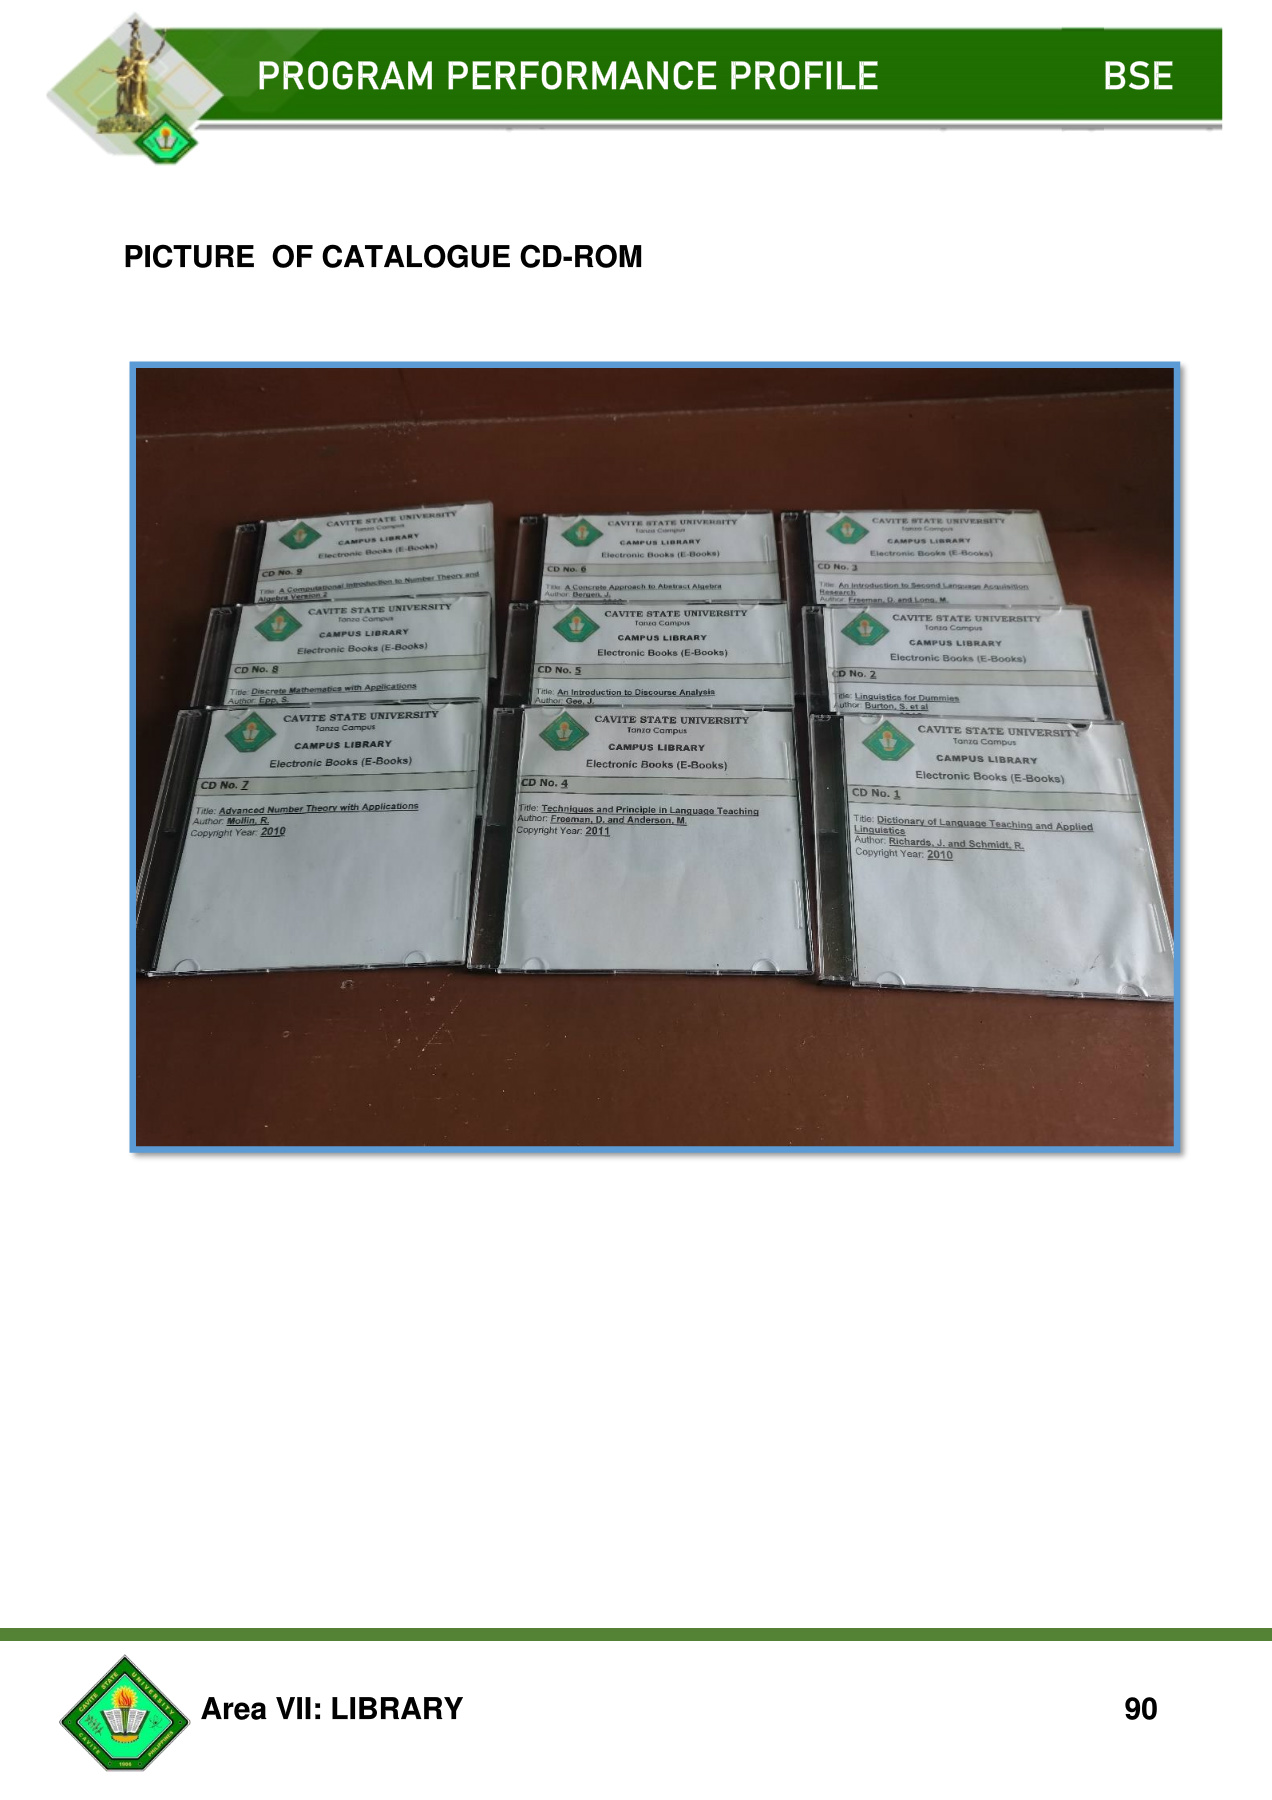 PROGRAM PERFORMANCE PROFILE BSE
PICTURE OF CATALOGUE CD-ROM
CAVITE STATE UNIVERSITY
Tanza Campus
CAMPUS LIBRARY
Electronic Books (E-Books)
CD No. 9
Title: A Computational Introduction to Number Theory and
Algebra Version 2
CAVITE STATE UNIVERSITY
Tanza Campus
CAMPUS LIBRARY
Electronic Books (E-Books)
CD No. 6
Title: A Concrete Approach to Abstract Algebra
Author: Bergen, J.
CAVITE STATE UNIVERSITY
Tanza Campus
CAMPUS LIBRARY
Electronic Books (E-Books)
CD No. 3
Title: An Introduction to Second Language Acquisition
Research
Author: Freeman, D. and Long, M.
CAVITE STATE UNIVERSITY
Tanza Campus
CAMPUS LIBRARY
Electronic Books (E-Books)
CD No. 8
Title: Discrete Mathematics with Applications
Author: Epp, S.
CAVITE STATE UNIVERSITY
Tanza Campus
CAMPUS LIBRARY
Electronic Books (E-Books)
CD No. 5
Title: An Introduction to Discourse Analysis
Author: Gee, J.
CAVITE STATE UNIVERSITY
Tanza Campus
CAMPUS LIBRARY
Electronic Books (E-Books)
CD No. 2
Title: Linguistics for Dummies
Author: Burton, S. et al
CAVITE STATE UNIVERSITY
Tanza Campus
CAMPUS LIBRARY
Electronic Books (E-Books)
CD No. 7
Title: Advanced Number Theory with Applications
Author: Mollin, R.
Copyright Year: 2010
CAVITE STATE UNIVERSITY
Tanza Campus
CAMPUS LIBRARY
Electronic Books (E-Books)
CD No. 4
Title: Techniques and Principle in Language Teaching
Author: Freeman, D. and Anderson, M.
Copyright Year: 2011
CAVITE STATE UNIVERSITY
Tanza Campus
CAMPUS LIBRARY
Electronic Books (E-Books)
CD No. 1
Title: Dictionary of Language Teaching and Applied
Linguistics
Author: Richards, J. and Schmidt, R.
Copyright Year: 2010
CAVITE STATE UNIVERSITY
CAVITE PHILIPPINES
1906
Area VII: LIBRARY 90